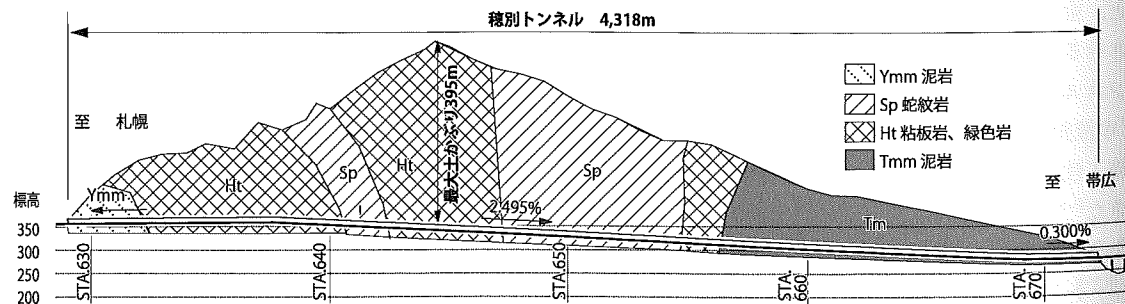 穂別トンネル 4,318m
Ymm 泥岩
Sp 蛇紋岩
Ht 粘板岩、緑色岩
Tmm 泥岩
至 札幌
至 帯広
最大土かぶり395m
Ymm
Ht
Sp
Ht
Sp
Tm
2.495%
0.300%
標高
350
300
250
200
STA.630
STA.640
STA.650
STA.660
STA.670